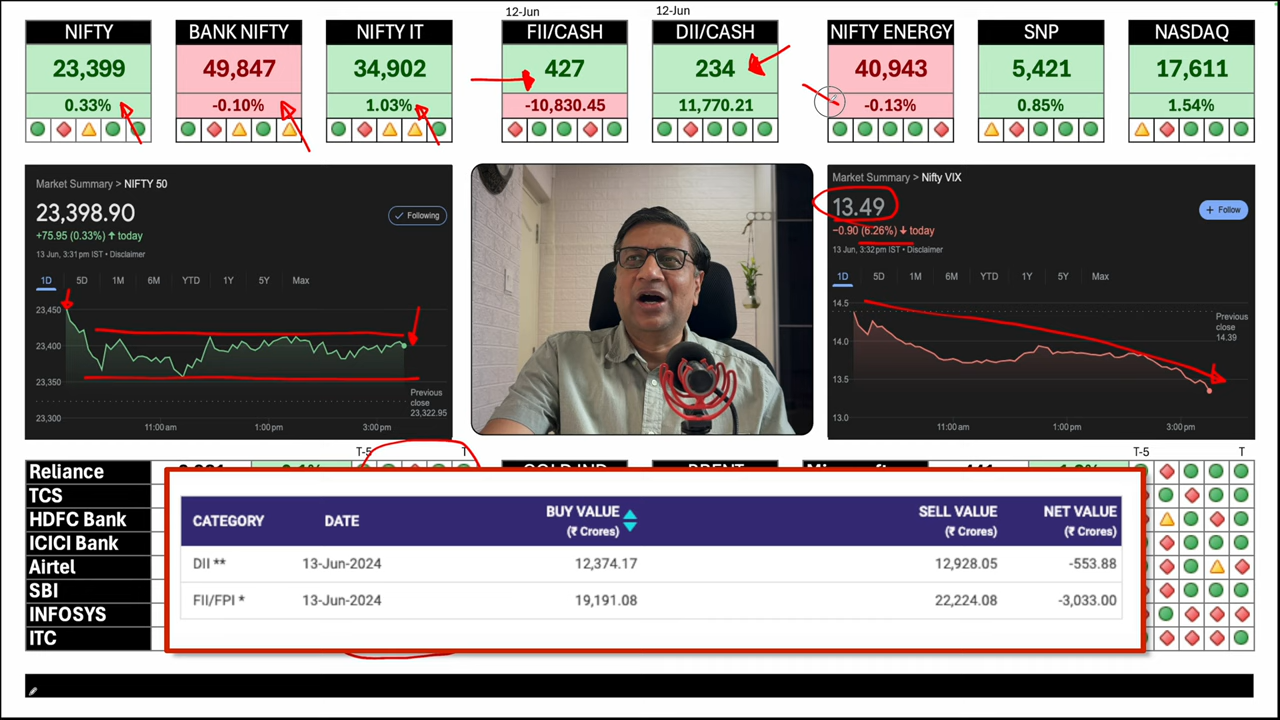 12-Jun
12-Jun
NIFTY
BANK NIFTY
NIFTY IT
FII/CASH
DII/CASH
NIFTY ENERGY
SNP
NASDAQ
23,399
49,847
34,902
427
234
40,943
5,421
17,611
0.33%
-0.10%
1.03%
-10,830.45
11,770.21
-0.13%
0.85%
1.54%
Market Summary > NIFTY 50
23,398.90
Following
+75.95 (0.33%) ↑ today
13 Jun, 3:31 pm IST • Disclaimer
1D 5D 1M 6M YTD 1Y 5Y Max
23,450
23,400
23,350
23,300
Previous
close
23,322.95
11:00 am 1:00 pm 3:00 pm
Market Summary > Nifty VIX
13.49
+ Follow
−0.90 (6.26%) ↓ today
13 Jun, 3:32 pm IST • Disclaimer
1D 5D 1M 6M YTD 1Y 5Y Max
14.5
14.0
13.5
13.0
Previous
close
14.39
11:00 am 1:00 pm 3:00 pm
T-5 T
T-5 T
Reliance
TCS
HDFC Bank
ICICI Bank
Airtel
SBI
INFOSYS
ITC
CATEGORY DATE BUY VALUE SELL VALUE NET VALUE
(₹ Crores) (₹ Crores) (₹ Crores)
DII ** 13-Jun-2024 12,374.17 12,928.05 -553.88
FII/FPI * 13-Jun-2024 19,191.08 22,224.08 -3,033.00